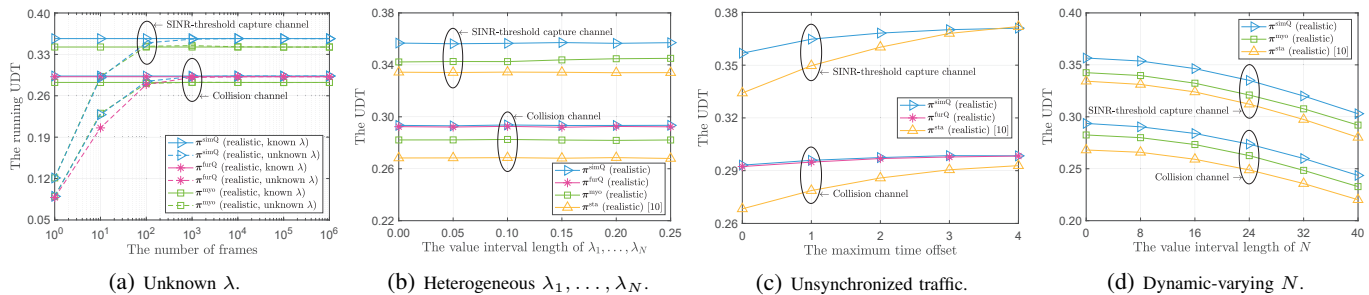 The running UDT
0.36
0.33
0.26
0.19
0.12
0.05
SINR-threshold capture channel
Collision channel
π^simQ (realistic, known λ)
π^simQ (realistic, unknown λ)
π^furQ (realistic, known λ)
π^furQ (realistic, unknown λ)
π^myo (realistic, known λ)
π^myo (realistic, unknown λ)
10^0 10^1 10^2 10^3 10^4 10^5 10^6
The number of frames
(a) Unknown λ.
The UDT
0.38
0.34
0.30
0.26
0.22
SINR-threshold capture channel
Collision channel
π^simQ (realistic)
π^furQ (realistic)
π^myo (realistic)
π^sta (realistic) [10]
0.00 0.05 0.10 0.15 0.20 0.25
The value interval length of λ_1, . . . , λ_N
(b) Heterogeneous λ_1, . . . , λ_N.
The UDT
0.38
0.35
0.32
0.29
0.26
SINR-threshold capture channel
π^simQ (realistic)
π^furQ (realistic)
π^sta (realistic) [10]
Collision channel
0 1 2 3 4
The maximum time offset
(c) Unsynchronized traffic.
The UDT
0.40
0.35
0.30
0.25
0.20
π^simQ (realistic)
π^myo (realistic)
π^sta (realistic) [10]
SINR-threshold capture channel
Collision channel
0 8 16 24 32 40
The value interval length of N
(d) Dynamic-varying N.